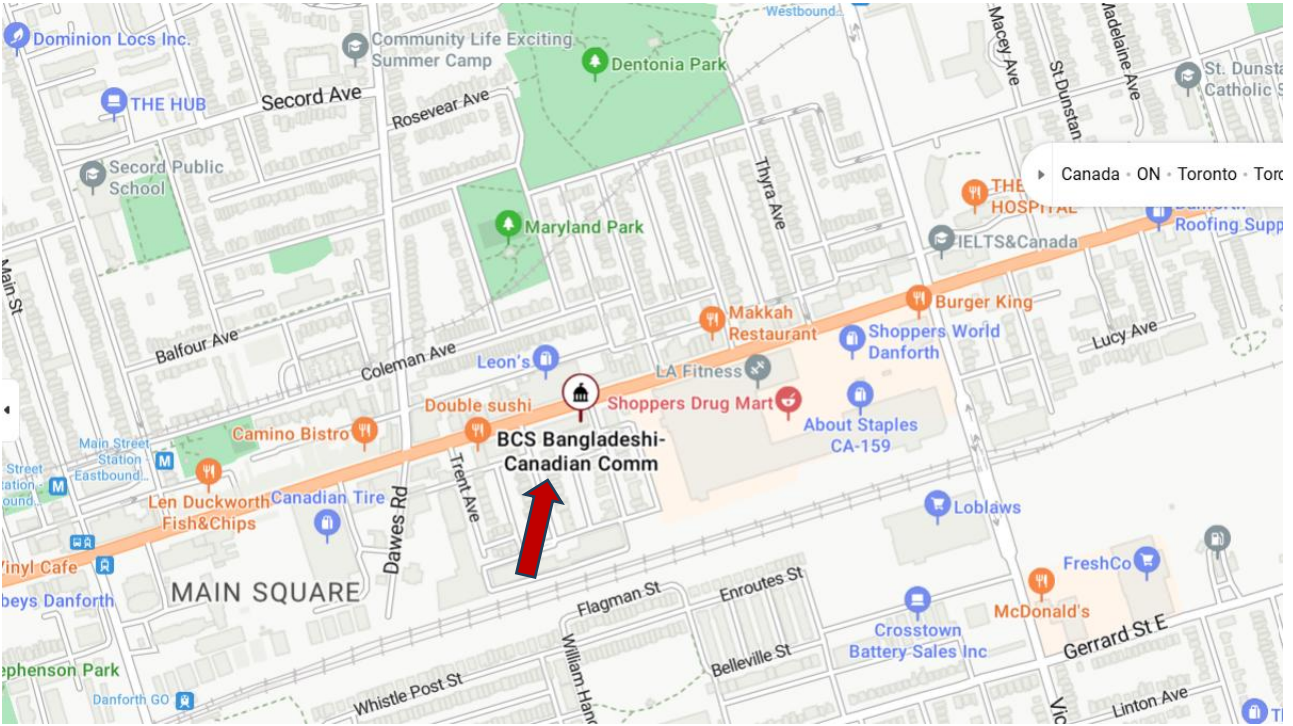 Westbound...
Dominion Locs Inc.
Community Life Exciting
Summer Camp
Dentonia Park
Macey Ave
Madelaine Ave
St. Dunsta
Catholic S
THE HUB
Secord Ave
Rosevear Ave
St Dunstan
Secord Public
School
Thyra Ave
Canada • ON • Toronto • Toro
THE
HOSPITAL
Roofing Supp
Maryland Park
IELTS&Canada
Main St
Burger King
Makkah
Restaurant
Shoppers World
Danforth
Lucy Ave
Balfour Ave
Coleman Ave
Leon's
LA Fitness
Double sushi
Shoppers Drug Mart
About Staples
CA-159
Camino Bistro
BCS Bangladeshi-
Canadian Comm
Main Street
Station -
Eastbound...
Street
Len Duckworth
Fish&Chips
Canadian Tire
Trent Ave
Dawes Rd
Loblaws
Vinyl Cafe
MAIN SQUARE
beys Danforth
Flagman St
Enroutes St
FreshCo
McDonald's
Crosstown
Battery Sales Inc
Gerrard St E
William Hanc
Belleville St
ephenson Park
Danforth GO
Whistle Post St
Vic
Linton Ave